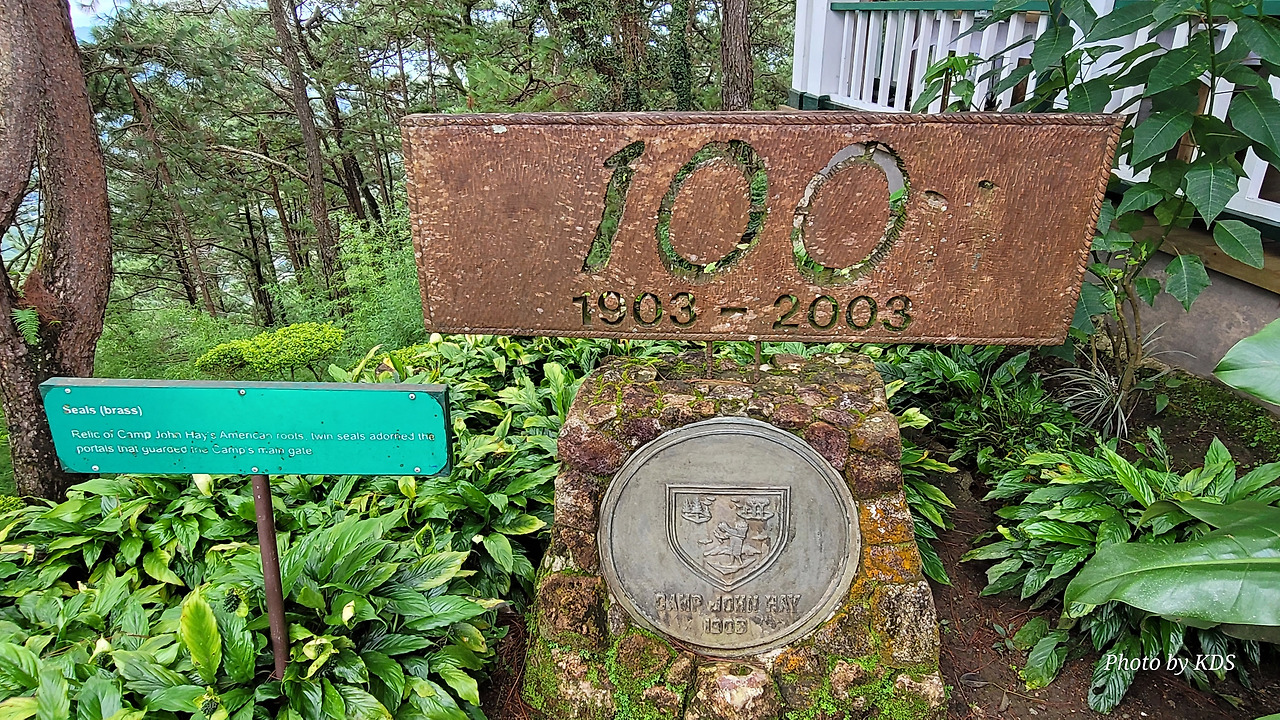 100
1903 – 2003
Seals (brass)
Relic of Camp John Hay's American roots, twin seals adorned the
portals that guarded the Camp's main gate
CAMP JOHN HAY
1903
Photo by KDS